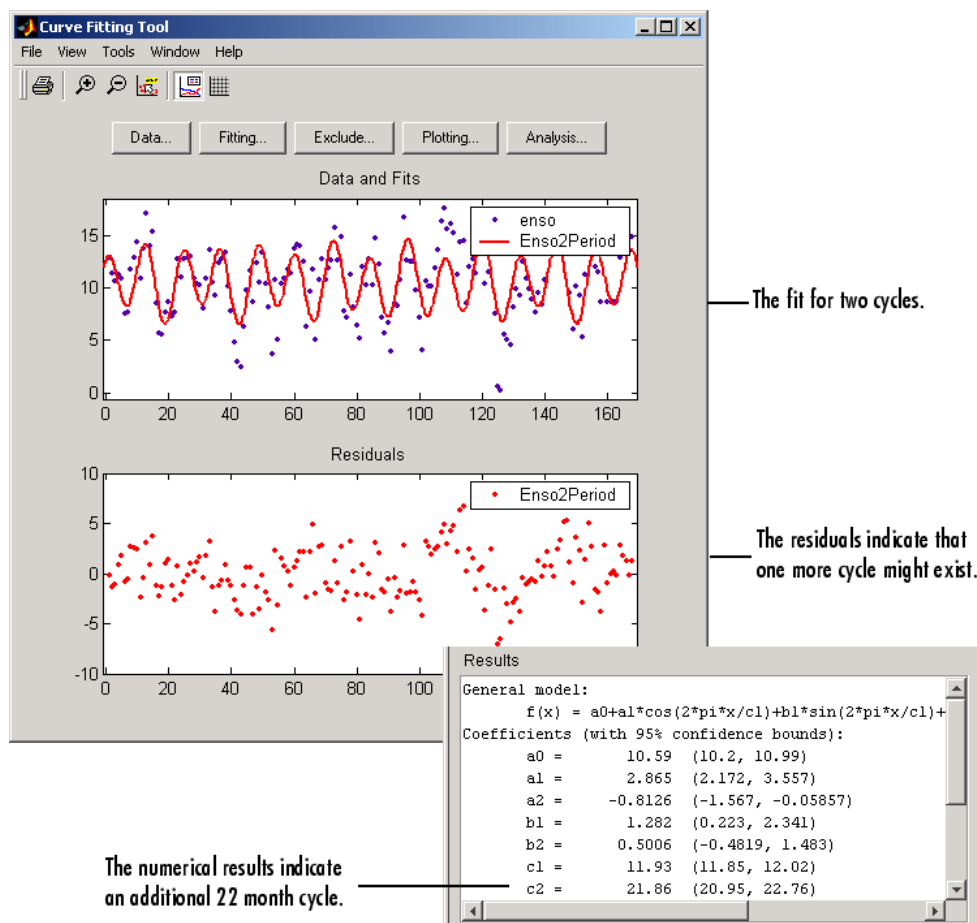 Curve Fitting Tool
File View Tools Window Help
Data... Fitting... Exclude... Plotting... Analysis...
Data and Fits
enso
Enso2Period
15
10
5
0
0 20 40 60 80 100 120 140 160
The fit for two cycles.
Residuals
Enso2Period
10
5
0
-5
-10
0 20 40 60 80 100
The residuals indicate that
one more cycle might exist.
Results
General model:
f(x) = a0+a1*cos(2*pi*x/c1)+b1*sin(2*pi*x/c1)+
Coefficients (with 95% confidence bounds):
a0 = 10.59 (10.2, 10.99)
a1 = 2.865 (2.172, 3.557)
a2 = -0.8126 (-1.567, -0.05857)
b1 = 1.282 (0.223, 2.341)
b2 = 0.5006 (-0.4819, 1.483)
c1 = 11.93 (11.85, 12.02)
c2 = 21.86 (20.95, 22.76)
The numerical results indicate
an additional 22 month cycle.